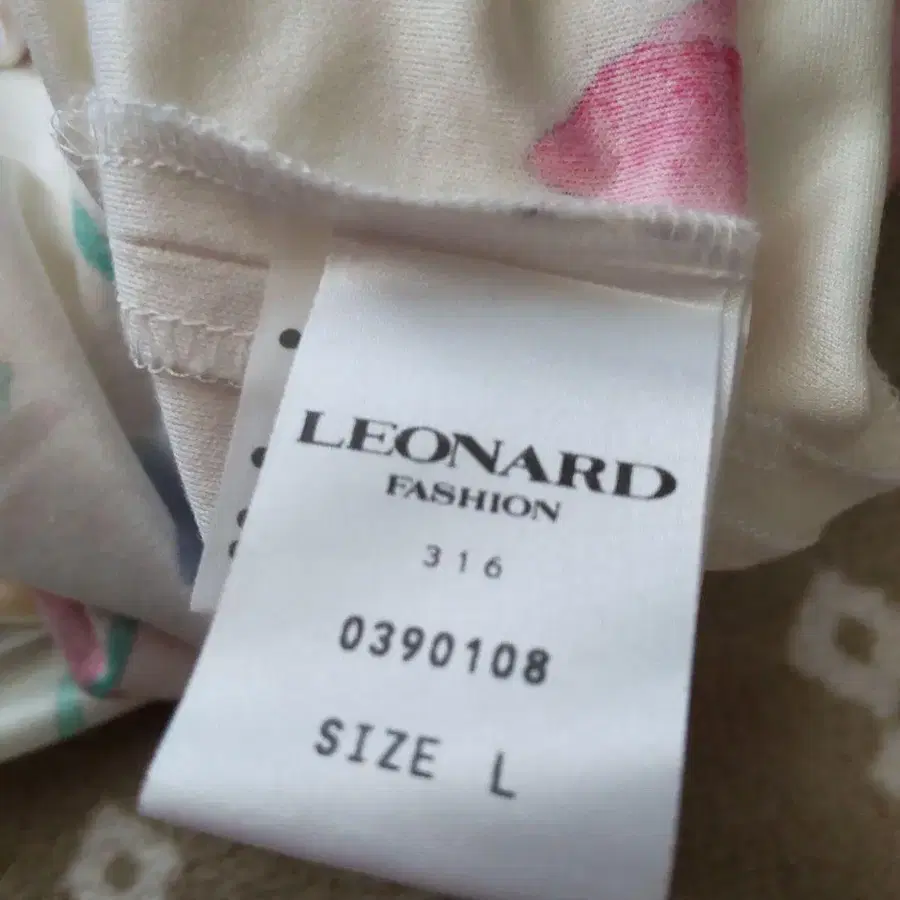 LEONARD
FASHION
316
0390108
SIZE L